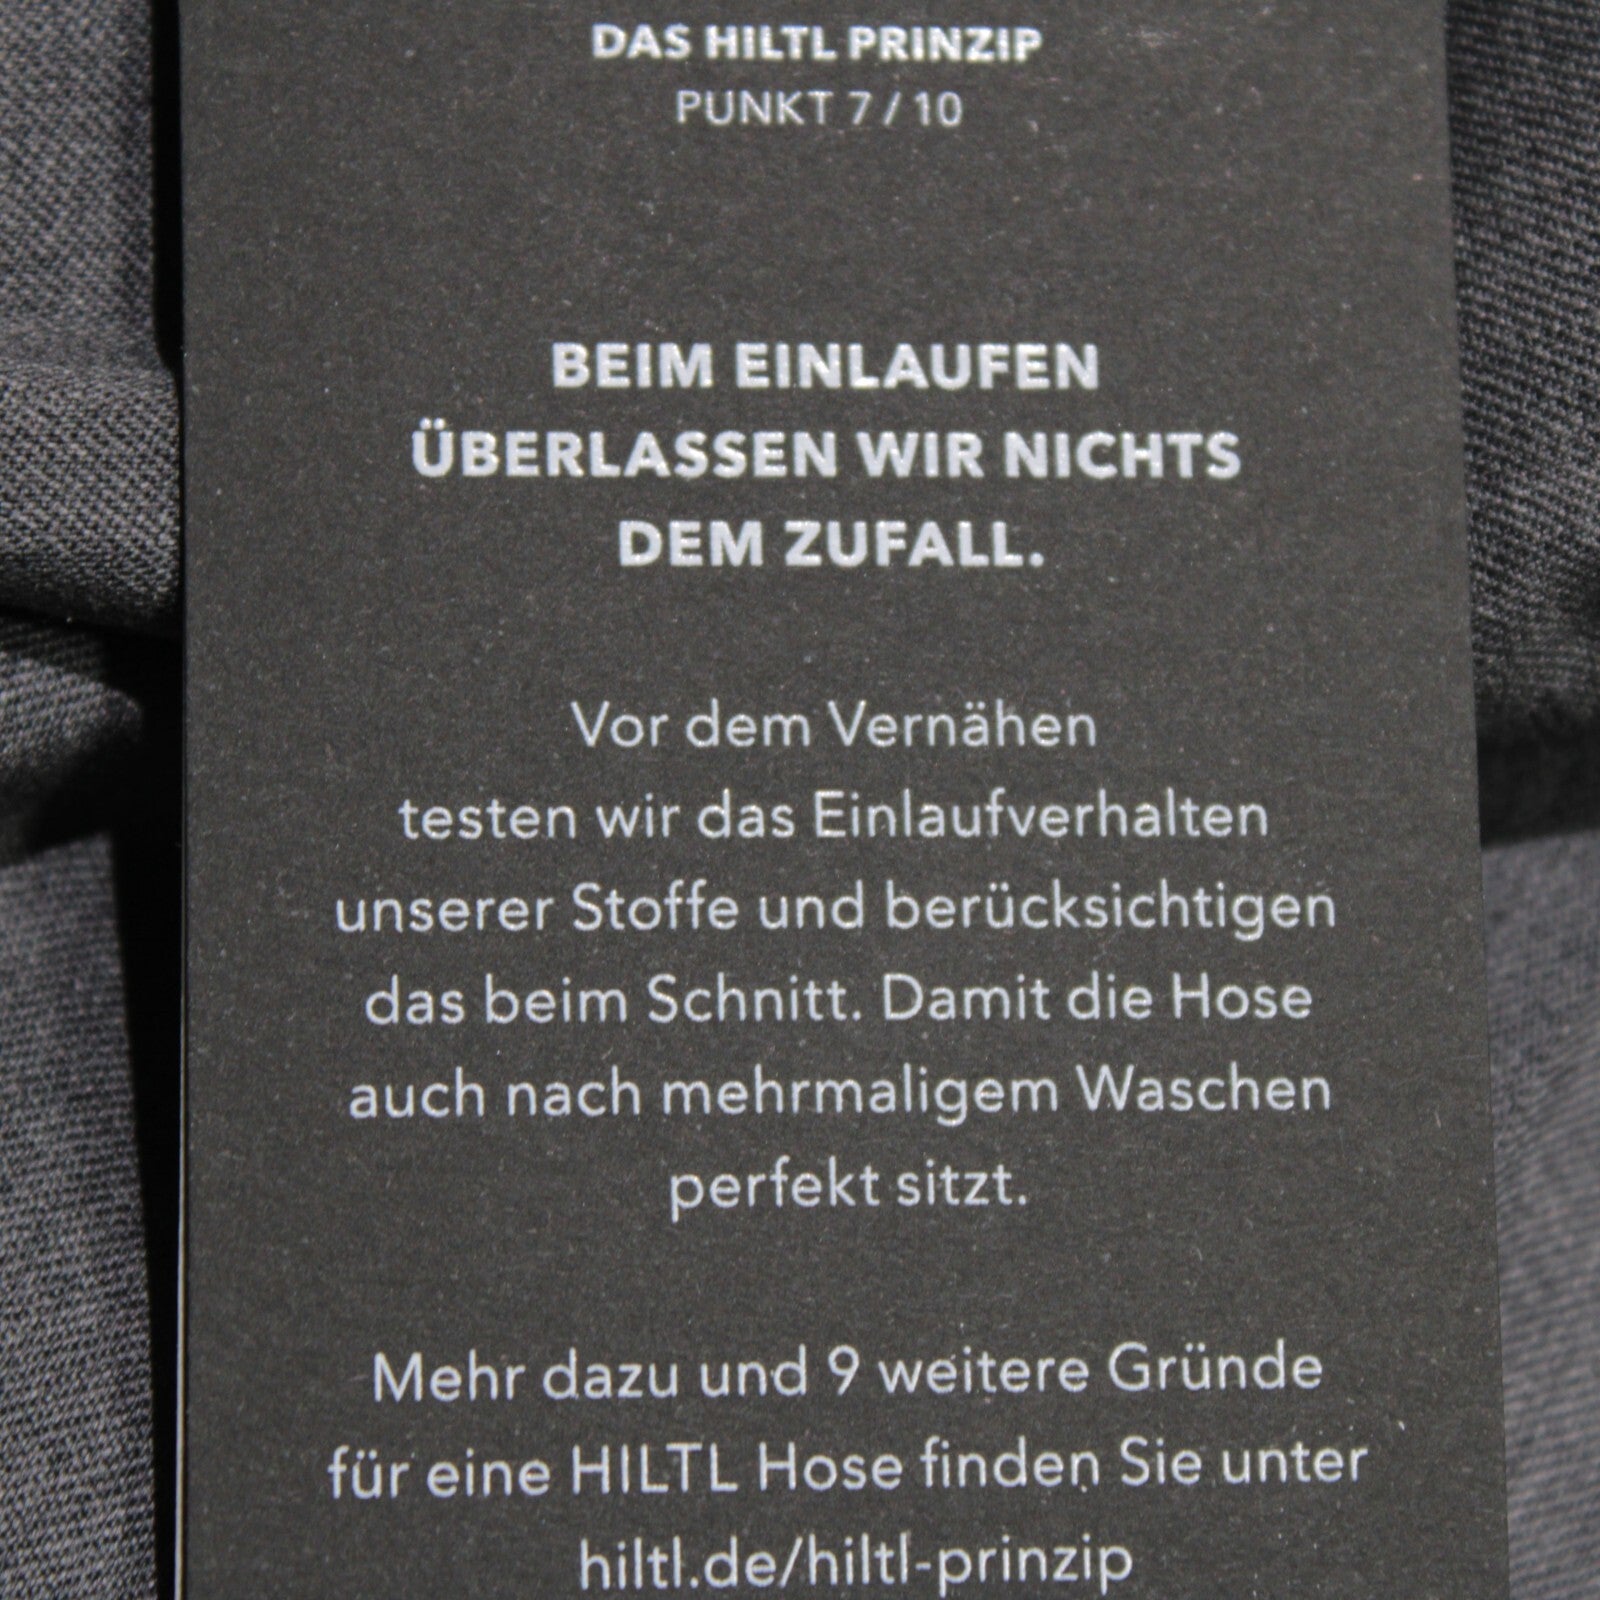 DAS HILTL PRINZIP
PUNKT 7 / 10
BEIM EINLAUFEN
ÜBERLASSEN WIR NICHTS
DEM ZUFALL.
Vor dem Vernähen
testen wir das Einlaufverhalten
unserer Stoffe und berücksichtigen
das beim Schnitt. Damit die Hose
auch nach mehrmaligem Waschen
perfekt sitzt.
Mehr dazu und 9 weitere Gründe
für eine HILTL Hose finden Sie unter
hiltl.de/hiltl-prinzip